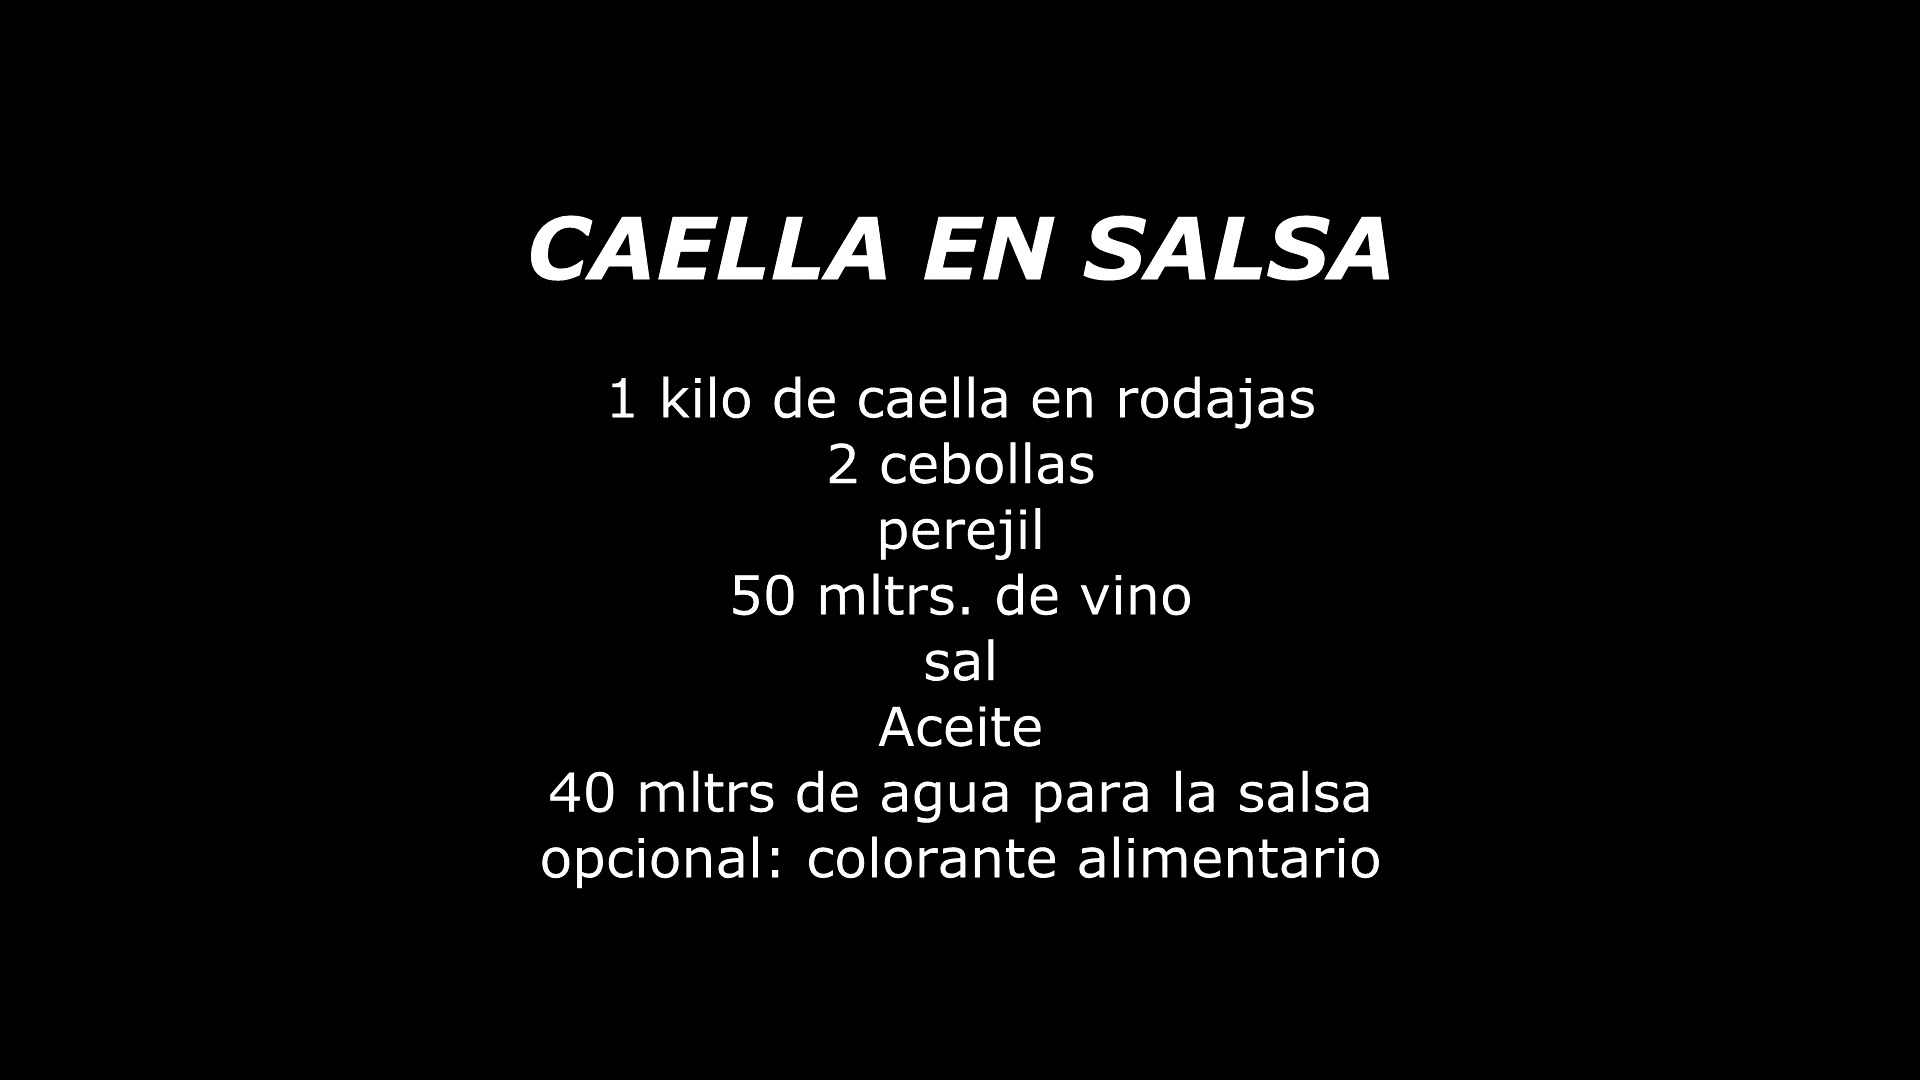 CAELLA EN SALSA
1 kilo de caella en rodajas
2 cebollas
perejil
50 mltrs. de vino
sal
Aceite
40 mltrs de agua para la salsa
opcional: colorante alimentario